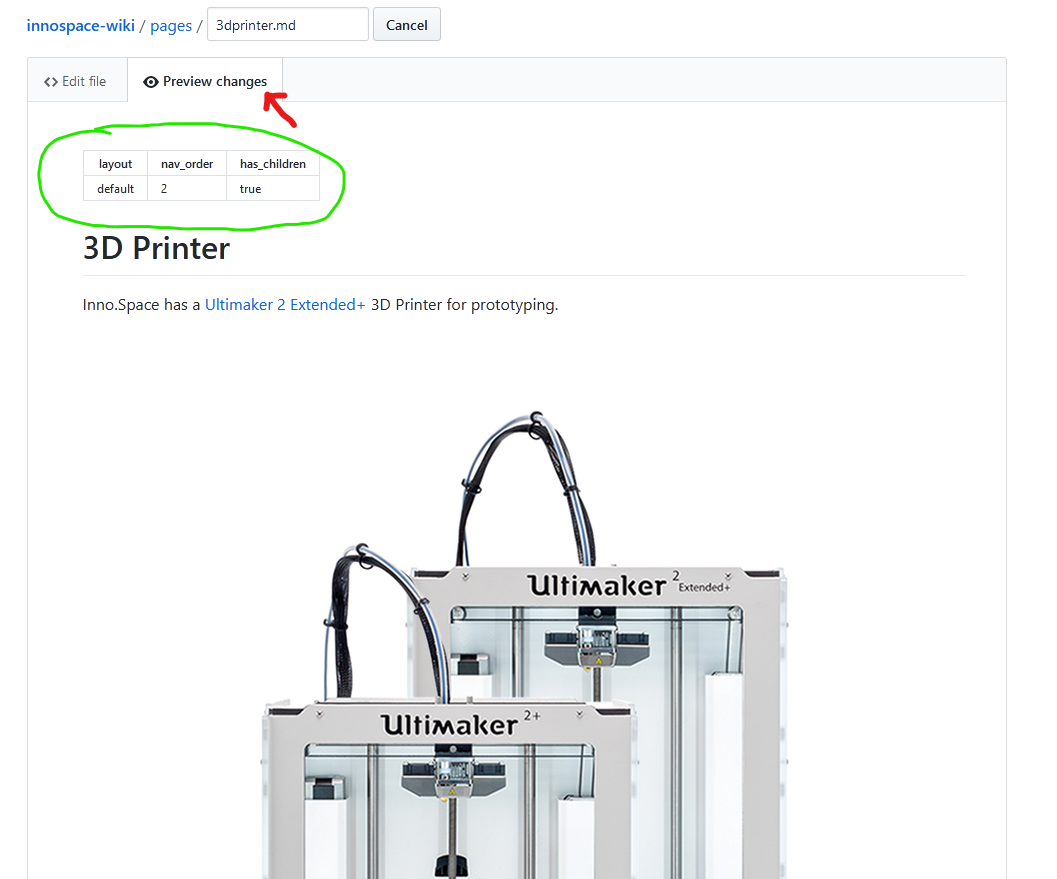 innospace-wiki / pages / 3dprinter.md Cancel
Edit file Preview changes
layout nav_order has_children
default 2 true
3D Printer
Inno.Space has a Ultimaker 2 Extended+ 3D Printer for prototyping.
Ultimaker 2 Extended+
Ultimaker 2+